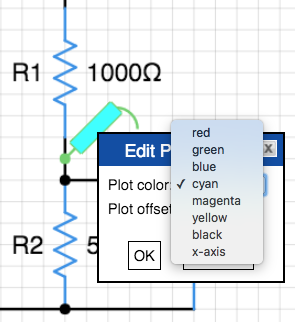 R1 1000Ω
Edit P x
Plot color:
Plot offset
red
green
blue
✓ cyan
magenta
yellow
black
x-axis
R2 5
OK